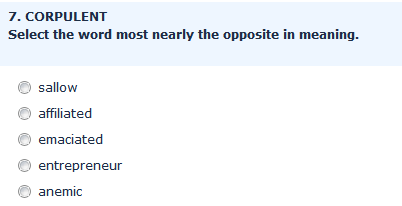 7. CORPULENT
Select the word most nearly the opposite in meaning.
sallow
affiliated
emaciated
entrepreneur
anemic